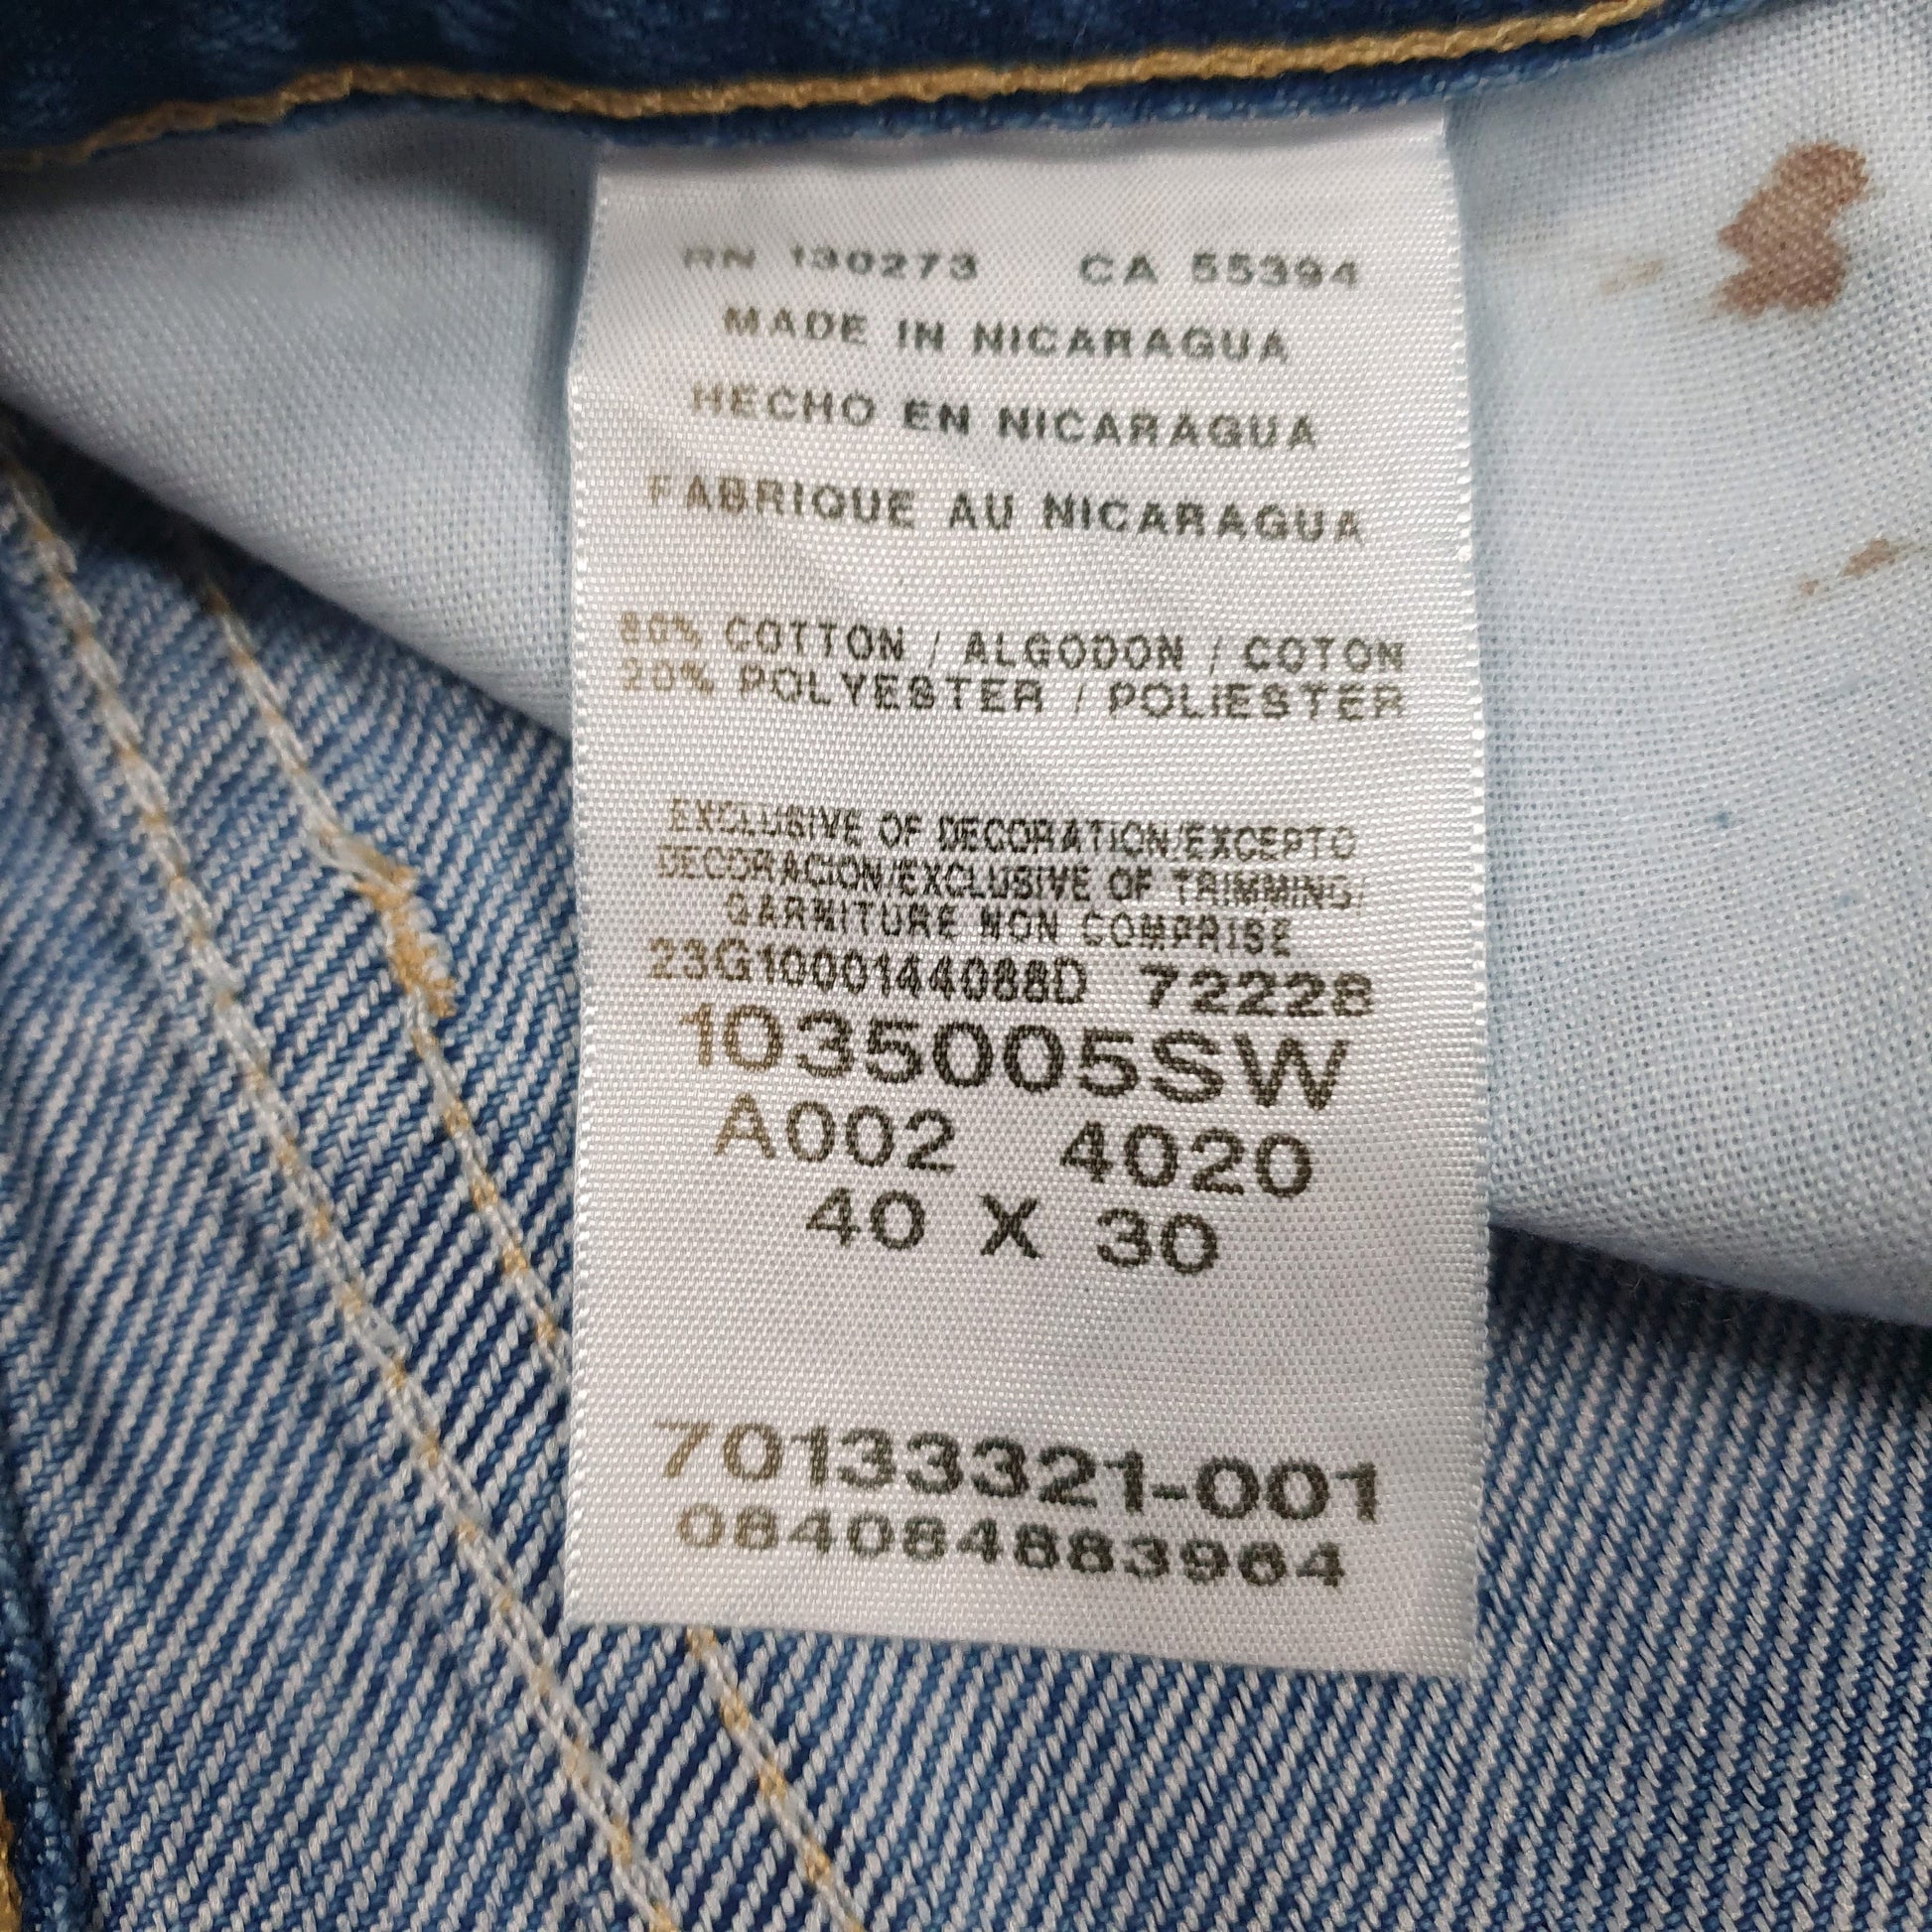 RN 130273 CA 55394
MADE IN NICARAGUA
HECHO EN NICARAGUA
FABRIQUE AU NICARAGUA
80% COTTON / ALGODON / COTON
20% POLYESTER / POLIESTER
EXCLUSIVE OF DECORATION/EXCEPTO
DECORACION/EXCLUSIVE OF TRIMMING/
GARNITURE NON COMPRISE
23G1000144088D 72228
1035005SW
A002 4020
40 X 30
70133321-001
084084883964